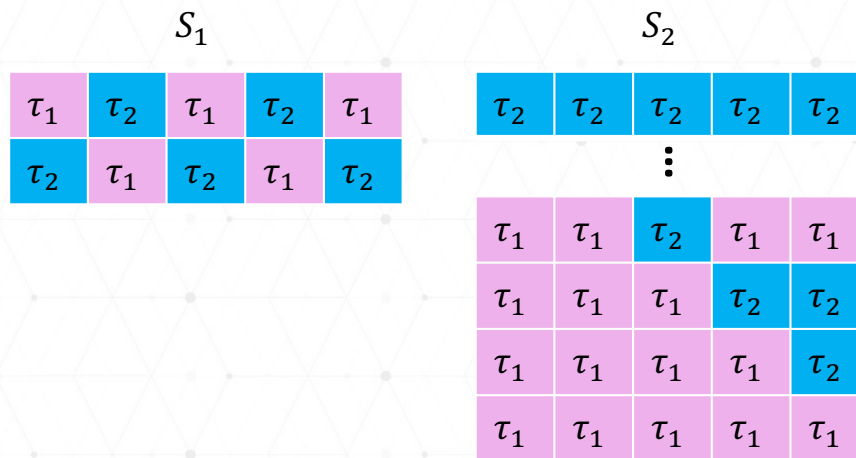 S₁
τ₁ τ₂ τ₁ τ₂ τ₁
τ₂ τ₁ τ₂ τ₁ τ₂
S₂
τ₂ τ₂ τ₂ τ₂ τ₂
⋮
τ₁ τ₁ τ₂ τ₁ τ₁
τ₁ τ₁ τ₁ τ₂ τ₂
τ₁ τ₁ τ₁ τ₁ τ₂
τ₁ τ₁ τ₁ τ₁ τ₁